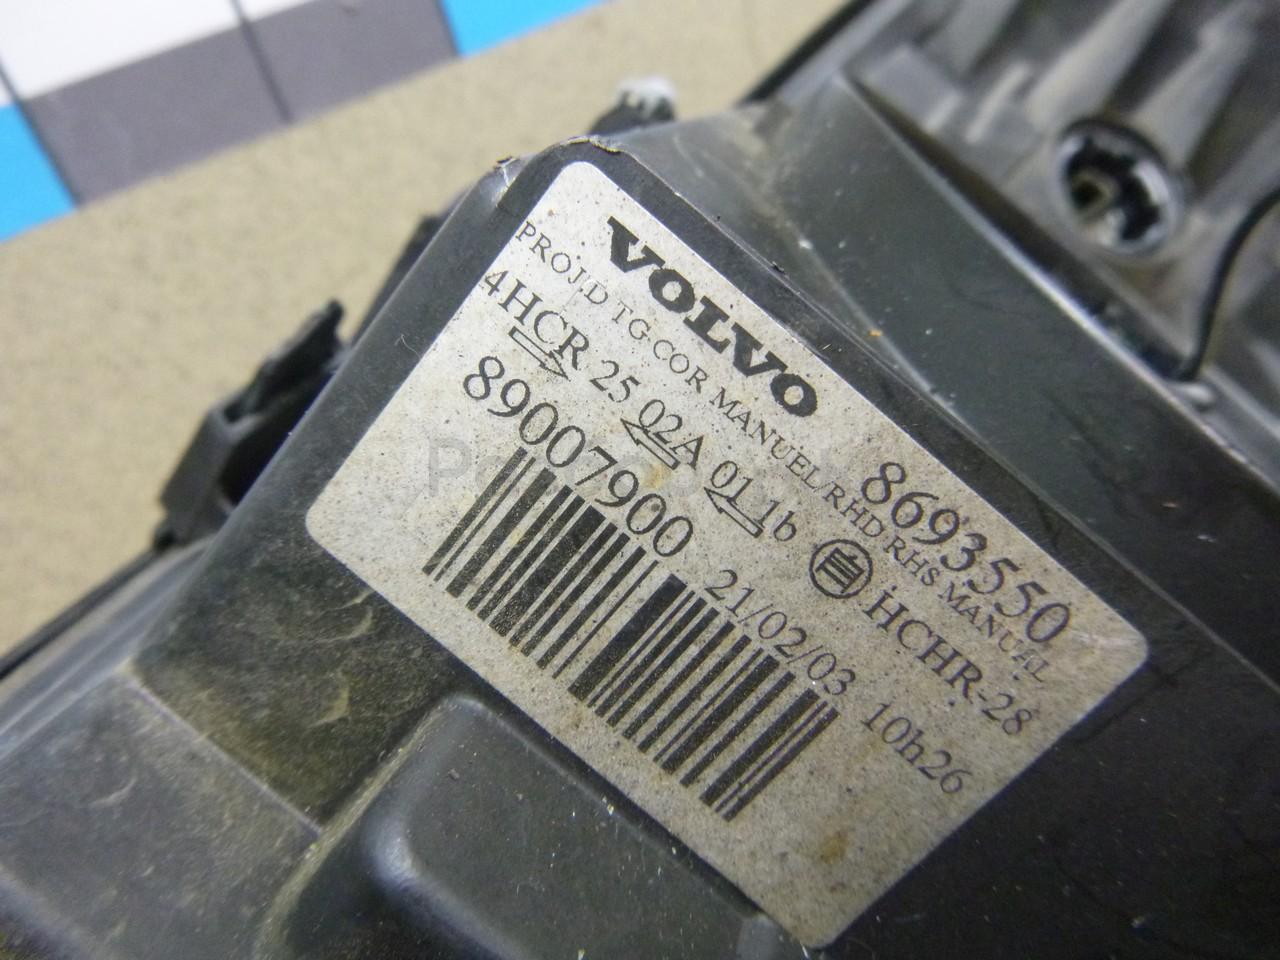 VOLVO 8693550
PROJ.D TG COR MANUEL/RHD RHS MANUAL
4HCR 25 02A 01 1b 自 HCHR-28
89007900 21/02/03 10h26